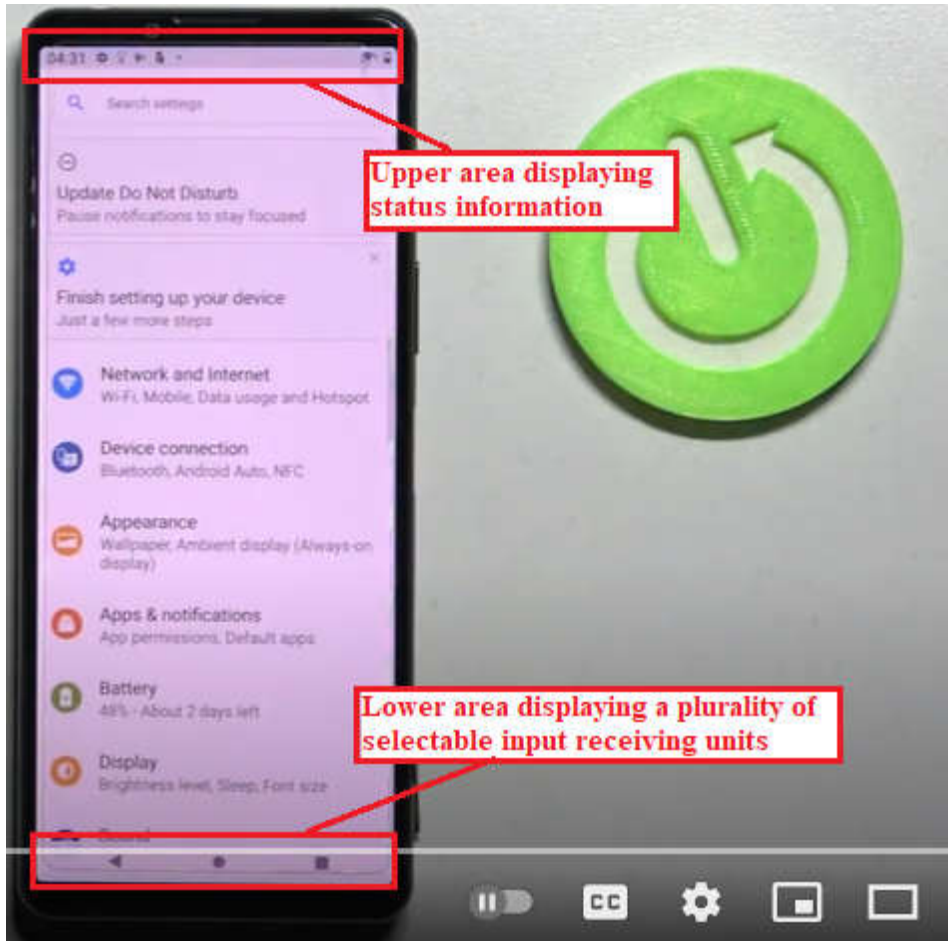 04:31
Search settings
Upper area displaying
status information
Update Do Not Disturb
Pause notifications to stay focused
Finish setting up your device
Just a few more steps
Network and Internet
Wi-Fi, Mobile, Data usage and Hotspot
Device connection
Bluetooth, Android Auto, NFC
Appearance
Wallpaper, Ambient display (Always-on
display)
Apps & notifications
App permissions, Default apps
Battery
48% - About 2 days left
Lower area displaying a plurality of
selectable input receiving units
Display
Brightness level, Sleep, Font size
Sound
CC